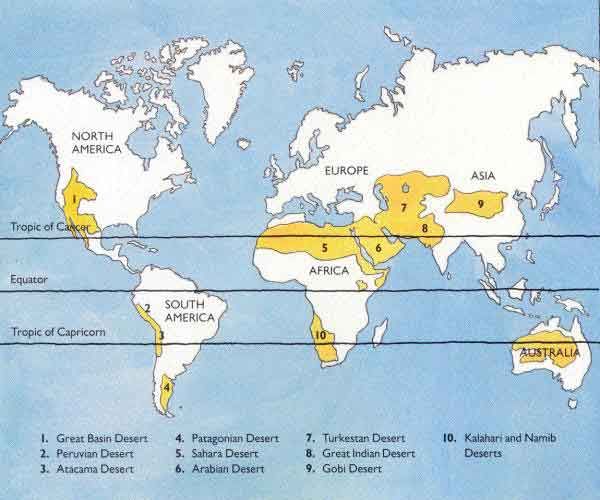 NORTH
AMERICA
EUROPE
ASIA
1
7
9
8
Tropic of Cancer
5
6
AFRICA
Equator
2
SOUTH
AMERICA
Tropic of Capricorn
3
10
AUSTRALIA
4
1. Great Basin Desert
2. Peruvian Desert
3. Atacama Desert
4. Patagonian Desert
5. Sahara Desert
6. Arabian Desert
7. Turkestan Desert
8. Great Indian Desert
9. Gobi Desert
10. Kalahari and Namib
Deserts